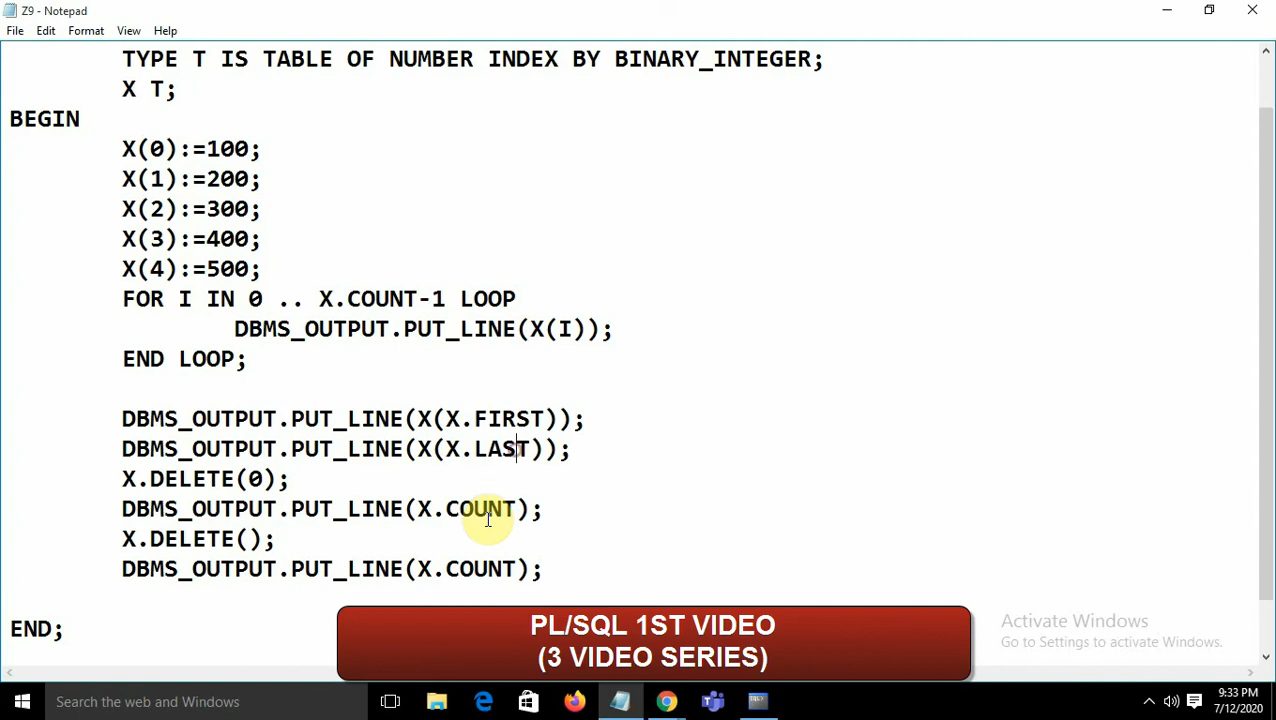 Z9 - Notepad
File Edit Format View Help
TYPE T IS TABLE OF NUMBER INDEX BY BINARY_INTEGER;
X T;
BEGIN
X(0):=100;
X(1):=200;
X(2):=300;
X(3):=400;
X(4):=500;
FOR I IN 0 .. X.COUNT-1 LOOP
DBMS_OUTPUT.PUT_LINE(X(I));
END LOOP;
DBMS_OUTPUT.PUT_LINE(X(X.FIRST));
DBMS_OUTPUT.PUT_LINE(X(X.LAST));
X.DELETE(0);
DBMS_OUTPUT.PUT_LINE(X.COUNT);
X.DELETE();
DBMS_OUTPUT.PUT_LINE(X.COUNT);
END;
PL/SQL 1ST VIDEO
(3 VIDEO SERIES)
Activate Windows
Go to Settings to activate Windows.
Search the web and Windows
9:33 PM
7/12/2020